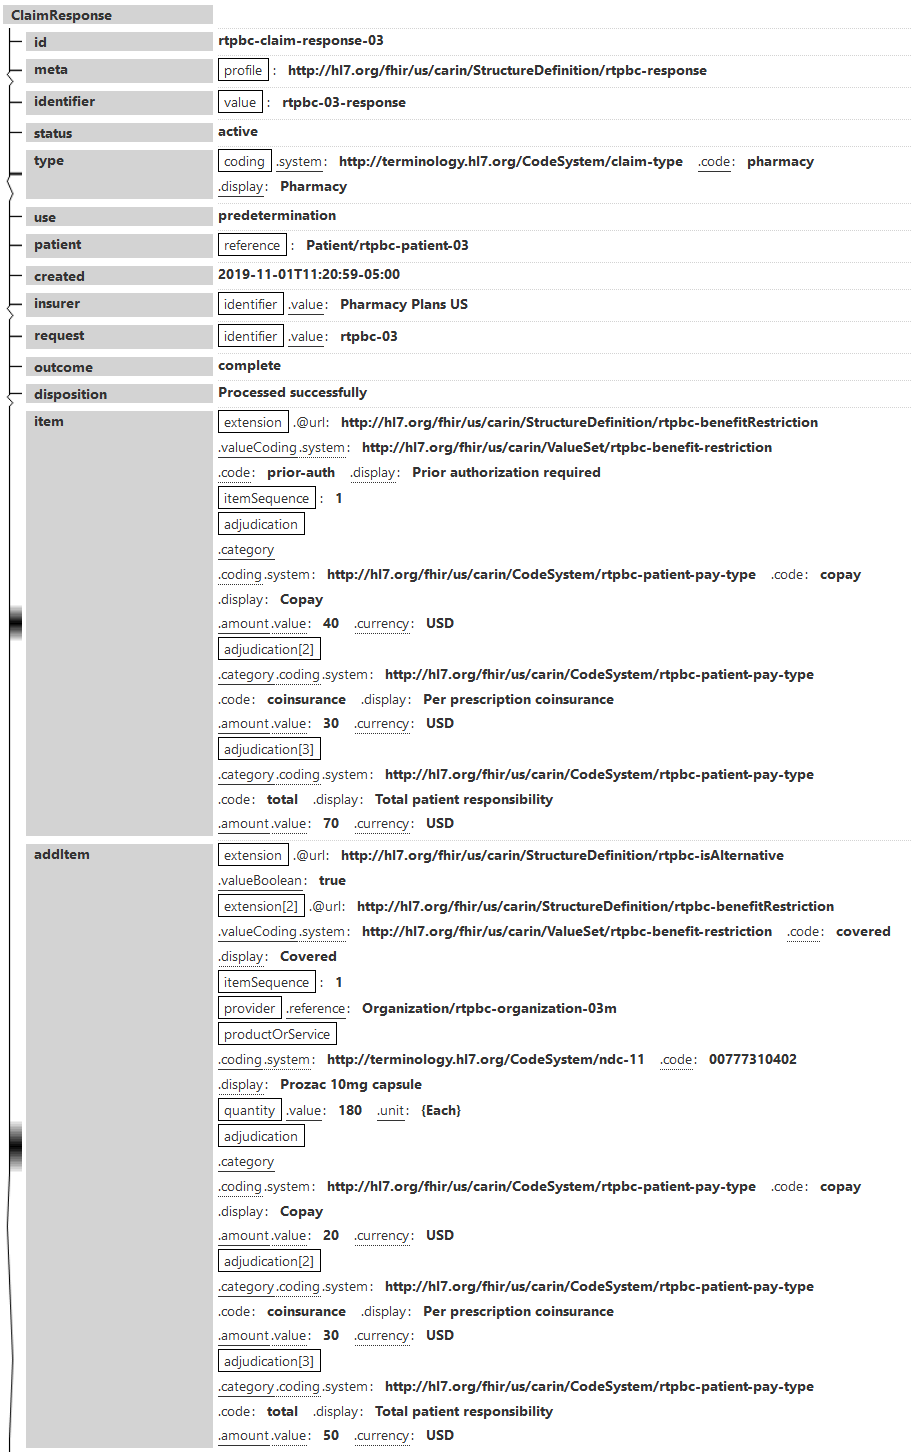 ClaimResponse
id rtpbc-claim-response-03
meta profile : http://hl7.org/fhir/us/carin/StructureDefinition/rtpbc-response
identifier value : rtpbc-03-response
status active
type coding .system: http://terminology.hl7.org/CodeSystem/claim-type .code: pharmacy
.display: Pharmacy
use predetermination
patient reference : Patient/rtpbc-patient-03
created 2019-11-01T11:20:59-05:00
insurer identifier .value: Pharmacy Plans US
request identifier .value: rtpbc-03
outcome complete
disposition Processed successfully
item extension .@url: http://hl7.org/fhir/us/carin/StructureDefinition/rtpbc-benefitRestriction
.valueCoding.system: http://hl7.org/fhir/us/carin/ValueSet/rtpbc-benefit-restriction
.code: prior-auth .display: Prior authorization required
itemSequence : 1
adjudication
.category
.coding.system: http://hl7.org/fhir/us/carin/CodeSystem/rtpbc-patient-pay-type .code: copay
.display: Copay
.amount.value: 40 .currency: USD
adjudication[2]
.category.coding.system: http://hl7.org/fhir/us/carin/CodeSystem/rtpbc-patient-pay-type
.code: coinsurance .display: Per prescription coinsurance
.amount.value: 30 .currency: USD
adjudication[3]
.category.coding.system: http://hl7.org/fhir/us/carin/CodeSystem/rtpbc-patient-pay-type
.code: total .display: Total patient responsibility
.amount.value: 70 .currency: USD
addItem extension .@url: http://hl7.org/fhir/us/carin/StructureDefinition/rtpbc-isAlternative
.valueBoolean: true
extension[2] .@url: http://hl7.org/fhir/us/carin/StructureDefinition/rtpbc-benefitRestriction
.valueCoding.system: http://hl7.org/fhir/us/carin/ValueSet/rtpbc-benefit-restriction .code: covered
.display: Covered
itemSequence : 1
provider .reference: Organization/rtpbc-organization-03m
productOrService
.coding.system: http://terminology.hl7.org/CodeSystem/ndc-11 .code: 00777310402
.display: Prozac 10mg capsule
quantity .value: 180 .unit: {Each}
adjudication
.category
.coding.system: http://hl7.org/fhir/us/carin/CodeSystem/rtpbc-patient-pay-type .code: copay
.display: Copay
.amount.value: 20 .currency: USD
adjudication[2]
.category.coding.system: http://hl7.org/fhir/us/carin/CodeSystem/rtpbc-patient-pay-type
.code: coinsurance .display: Per prescription coinsurance
.amount.value: 30 .currency: USD
adjudication[3]
.category.coding.system: http://hl7.org/fhir/us/carin/CodeSystem/rtpbc-patient-pay-type
.code: total .display: Total patient responsibility
.amount.value: 50 .currency: USD